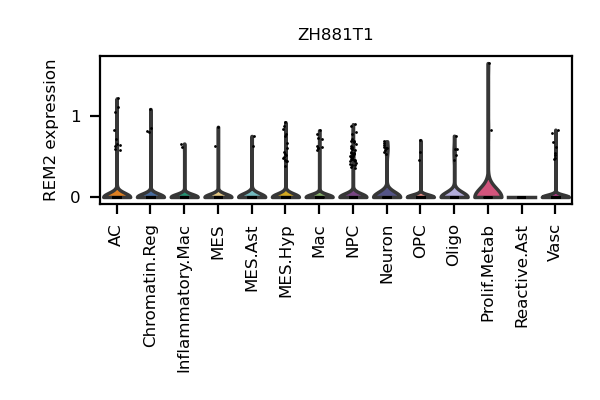 ZH881T1
REM2 expression
1
0
AC
Chromatin.Reg
Inflammatory.Mac
MES
MES.Ast
MES.Hyp
Mac
NPC
Neuron
OPC
Oligo
Prolif.Metab
Reactive.Ast
Vasc